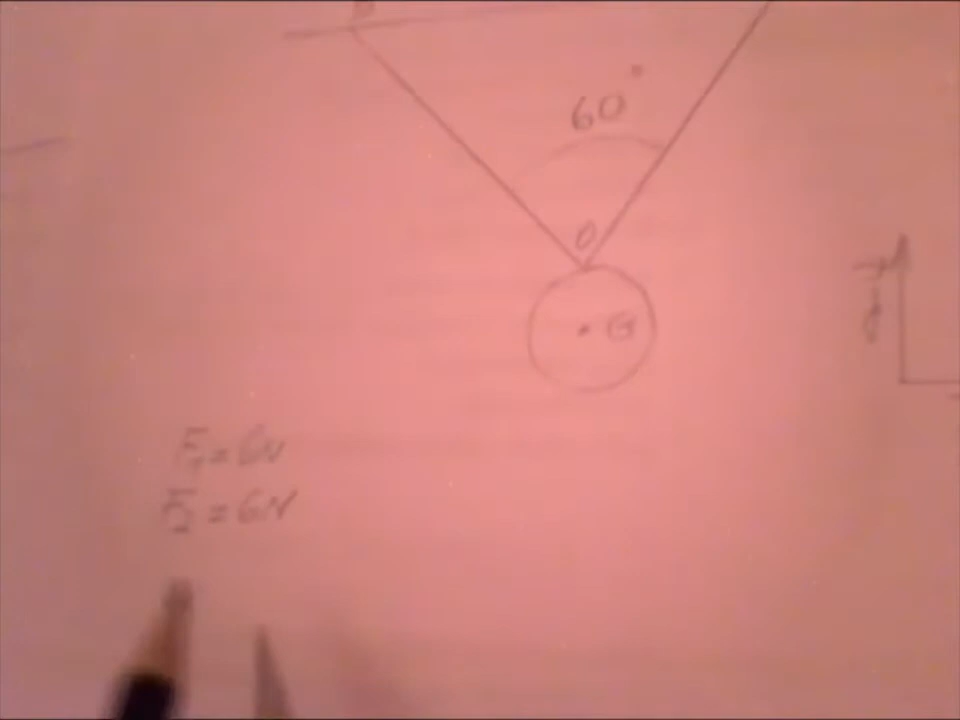 60°
O
G
F₁ = 6N
F₂ = 6N